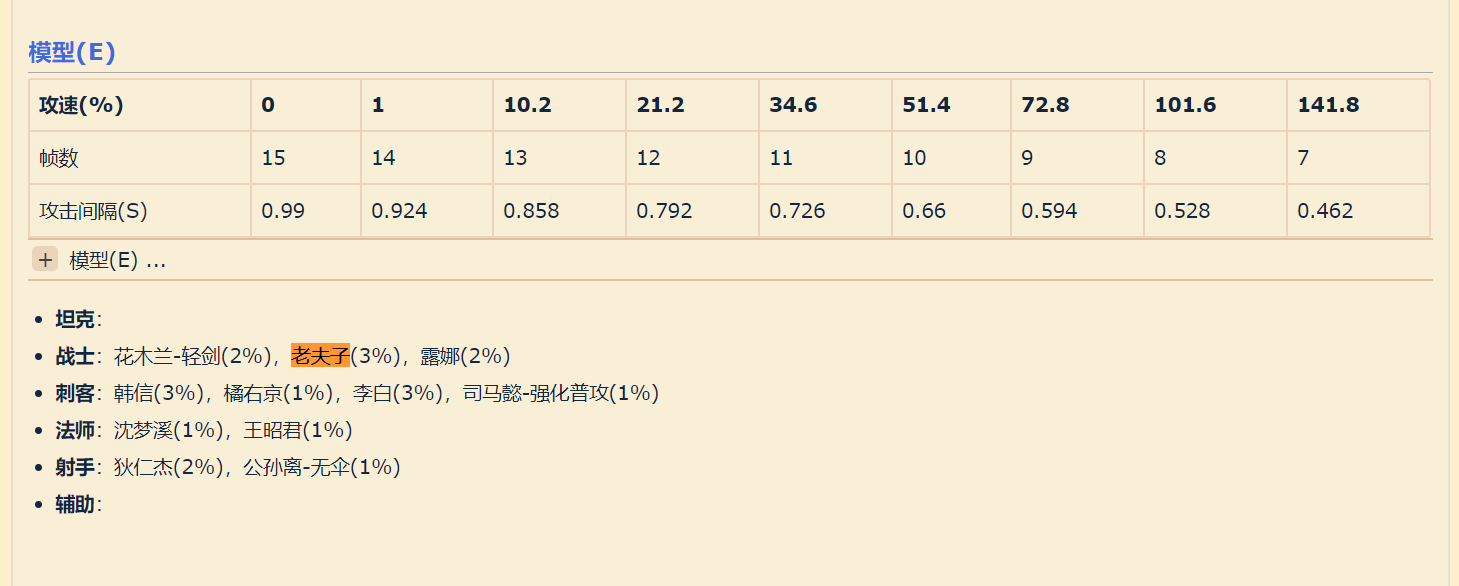 模型(E)
攻速(%) 0 1 10.2 21.2 34.6 51.4 72.8 101.6 141.8
帧数 15 14 13 12 11 10 9 8 7
攻击间隔(S) 0.99 0.924 0.858 0.792 0.726 0.66 0.594 0.528 0.462
+ 模型(E) ...
• 坦克：
• 战士：花木兰-轻剑(2%)，老夫子(3%)，露娜(2%)
• 刺客：韩信(3%)，橘右京(1%)，李白(3%)，司马懿-强化普攻(1%)
• 法师：沈梦溪(1%)，王昭君(1%)
• 射手：狄仁杰(2%)，公孙离-无伞(1%)
• 辅助：